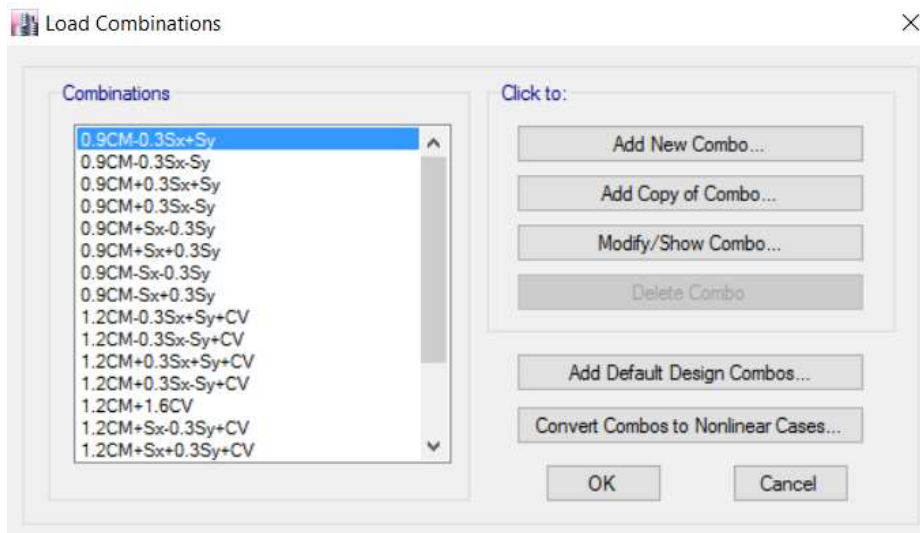 Load Combinations
Combinations
0.9CM-0.3Sx+Sy
0.9CM-0.3Sx-Sy
0.9CM+0.3Sx+Sy
0.9CM+0.3Sx-Sy
0.9CM+Sx-0.3Sy
0.9CM+Sx+0.3Sy
0.9CM-Sx-0.3Sy
0.9CM-Sx+0.3Sy
1.2CM-0.3Sx+Sy+CV
1.2CM-0.3Sx-Sy+CV
1.2CM+0.3Sx+Sy+CV
1.2CM+0.3Sx-Sy+CV
1.2CM+1.6CV
1.2CM+Sx-0.3Sy+CV
1.2CM+Sx+0.3Sy+CV
Click to:
Add New Combo...
Add Copy of Combo...
Modify/Show Combo...
Delete Combo
Add Default Design Combos...
Convert Combos to Nonlinear Cases...
OK
Cancel